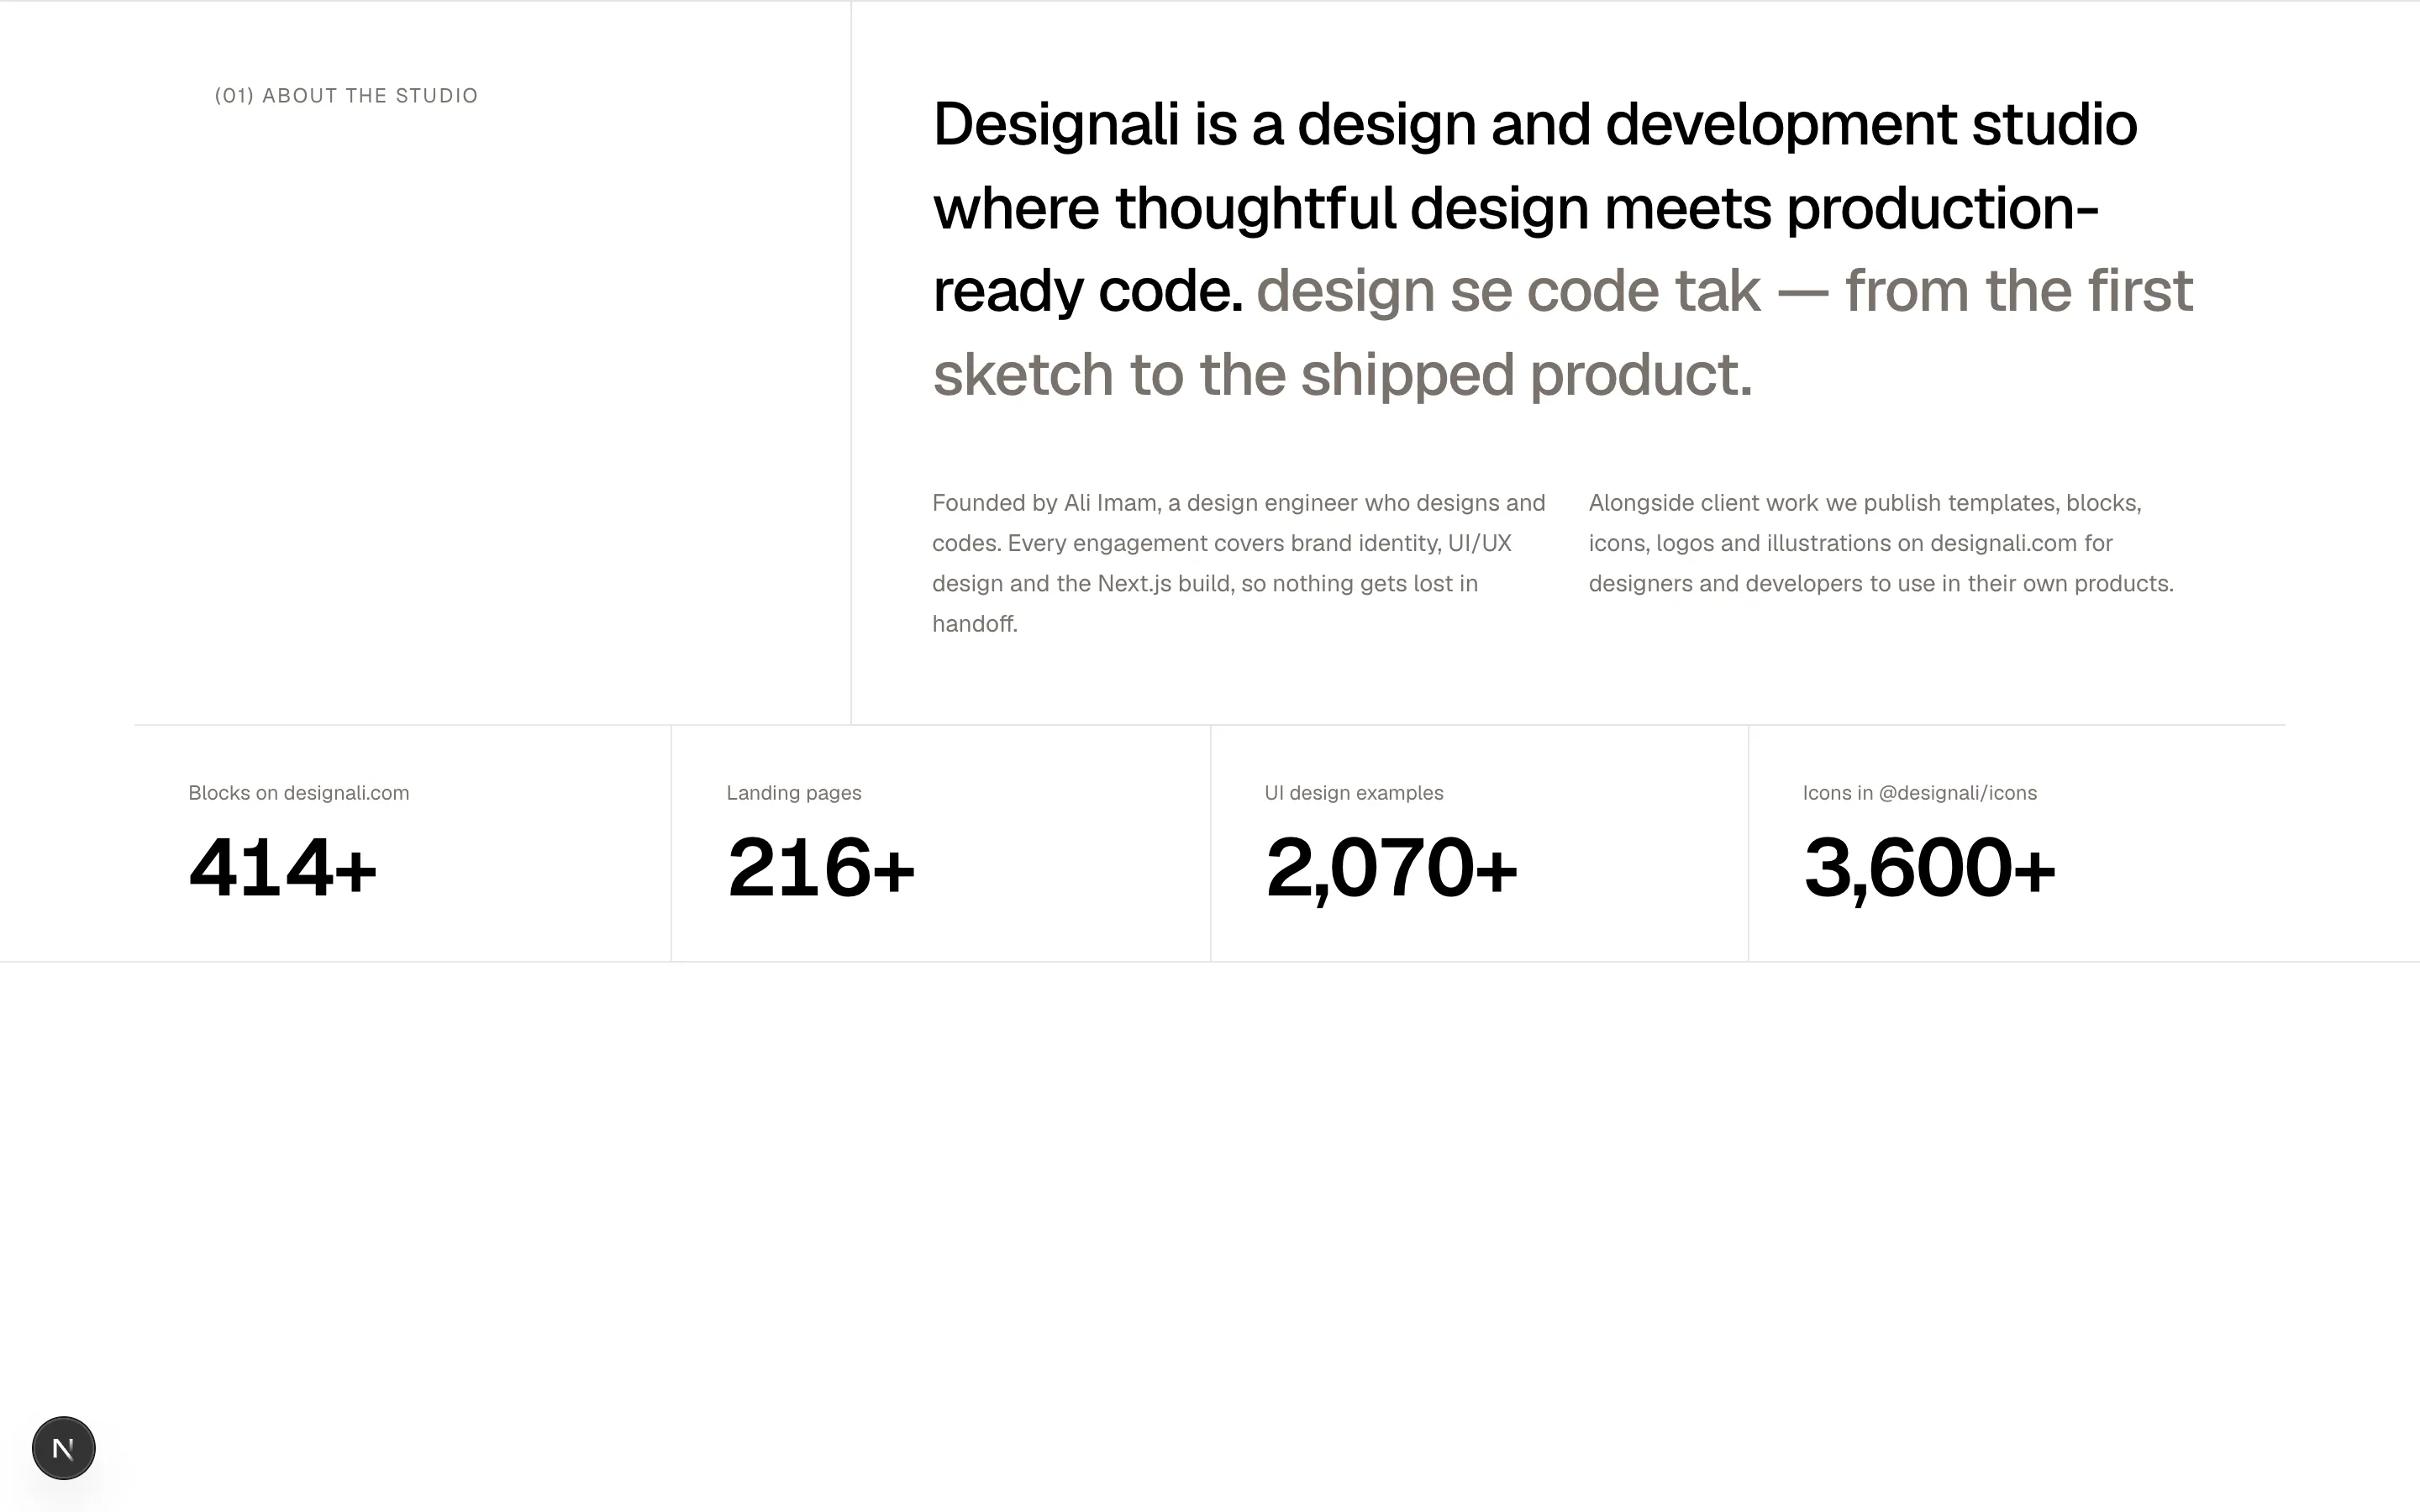 (01) ABOUT THE STUDIO
Designali is a design and development studio
where thoughtful design meets production-
ready code. design se code tak — from the first
sketch to the shipped product.
Founded by Ali Imam, a design engineer who designs and
codes. Every engagement covers brand identity, UI/UX
design and the Next.js build, so nothing gets lost in
handoff.
Alongside client work we publish templates, blocks,
icons, logos and illustrations on designali.com for
designers and developers to use in their own products.
Blocks on designali.com
414+
Landing pages
216+
UI design examples
2,070+
Icons in @designali/icons
3,600+
N